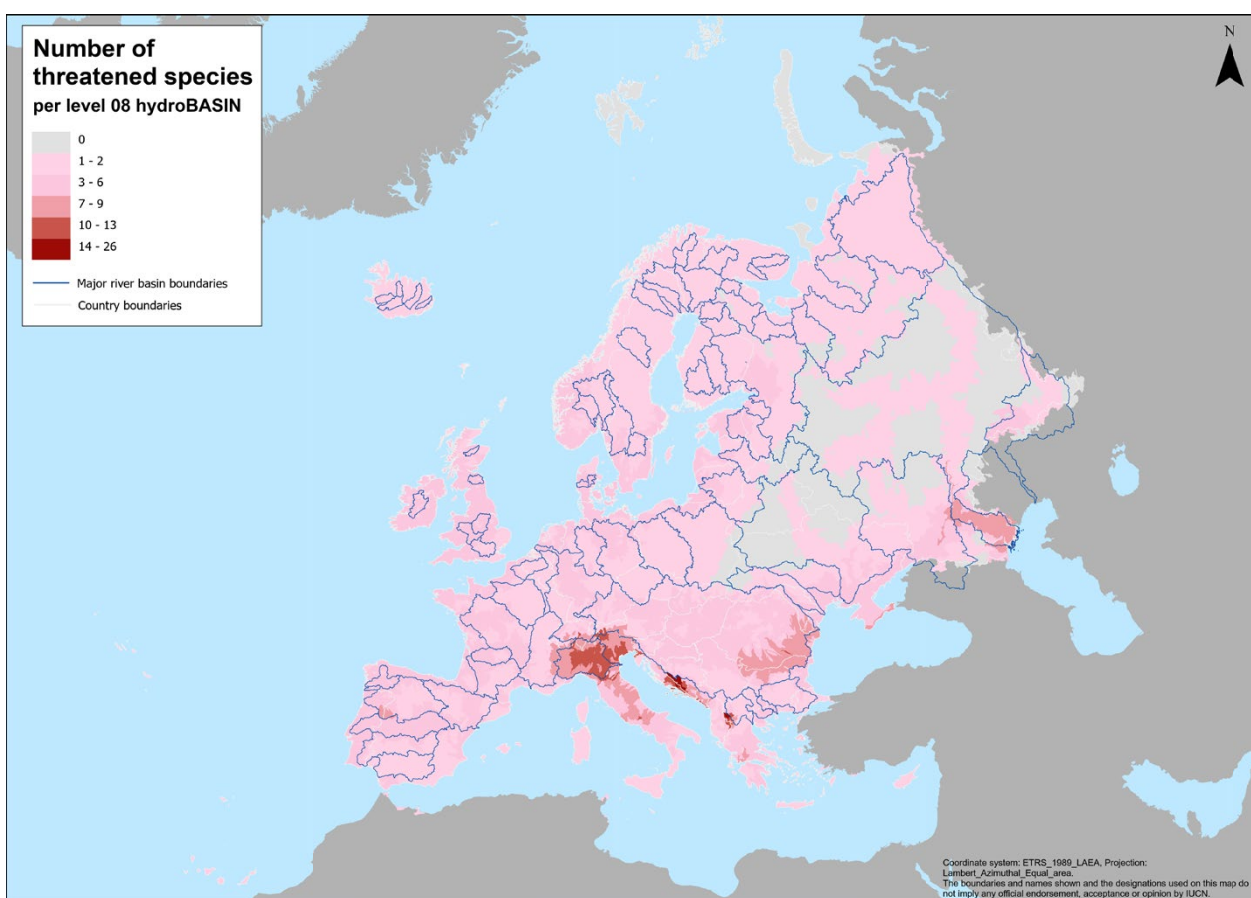 Number of
threatened species
per level 08 hydroBASIN
0
1 - 2
3 - 6
7 - 9
10 - 13
14 - 26
Major river basin boundaries
Country boundaries
N
Coordinate system: ETRS_1989_LAEA, Projection:
Lambert_Azimuthal_Equal_area.
The boundaries and names shown and the designations used on this map do
not imply any official endorsement, acceptance or opinion by IUCN.